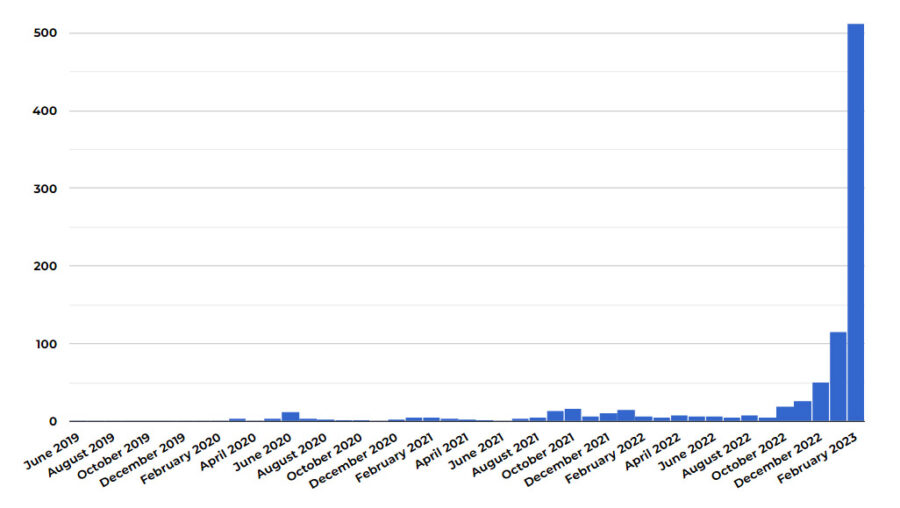 500
400
300
200
100
0
June 2019
August 2019
October 2019
December 2019
February 2020
April 2020
June 2020
August 2020
October 2020
December 2020
February 2021
April 2021
June 2021
August 2021
October 2021
December 2021
February 2022
April 2022
June 2022
August 2022
October 2022
December 2022
February 2023